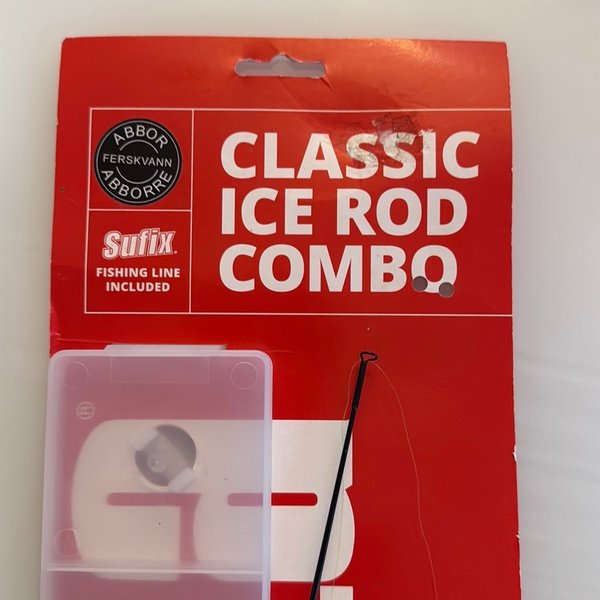 ABBOR
FERSKVANN
ABBORRE
Sufix
FISHING LINE
INCLUDED
CLASSIC
ICE ROD
COMBO
®